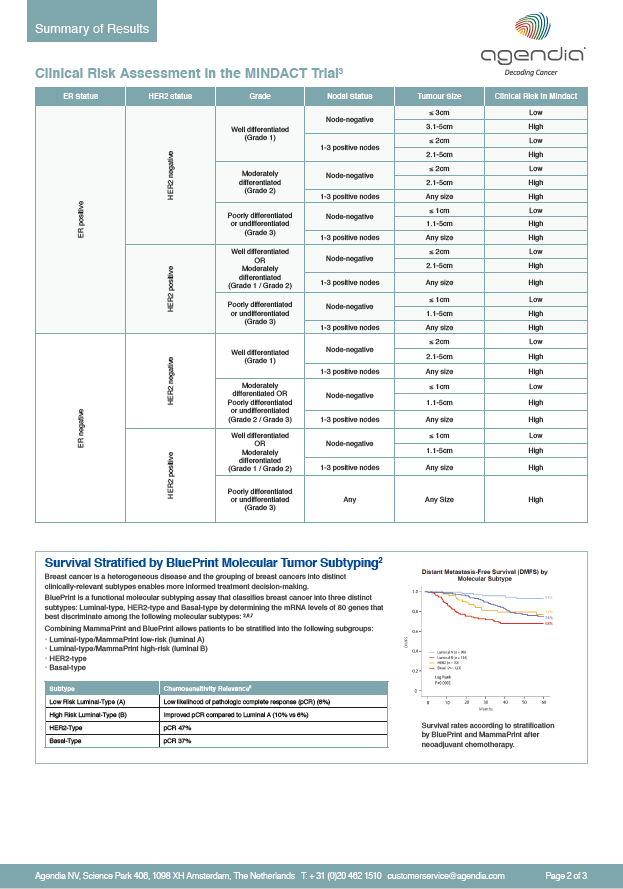 Summary of Results
agendia
Decoding Cancer
Clinical Risk Assessment in the MINDACT Trial3
ER status HER2 status Grade Nodal status Tumour size Clinical Risk in Mindact
ER positive
HER2 negative
Well differentiated
(Grade 1)
Node-negative
≤ 3cm Low
3.1-5cm High
1-3 positive nodes
≤ 2cm Low
2.1-5cm High
Moderately
differentiated
(Grade 2)
Node-negative
≤ 2cm Low
2.1-5cm High
1-3 positive nodes Any size High
Poorly differentiated
or undifferentiated
(Grade 3)
Node-negative
≤ 1cm Low
1.1-5cm High
1-3 positive nodes Any size High
HER2 positive
Well differentiated
OR
Moderately
differentiated
(Grade 1 / Grade 2)
Node-negative
≤ 2cm Low
2.1-5cm High
1-3 positive nodes Any size High
Poorly differentiated
or undifferentiated
(Grade 3)
Node-negative
≤ 1cm Low
1.1-5cm High
1-3 positive nodes Any size High
ER negative
HER2 negative
Well differentiated
(Grade 1)
Node-negative
≤ 2cm Low
2.1-5cm High
1-3 positive nodes Any size High
Moderately
differentiated OR
Poorly differentiated
or undifferentiated
(Grade 2 / Grade 3)
Node-negative
≤ 1cm Low
1.1-5cm High
1-3 positive nodes Any size High
HER2 positive
Well differentiated
OR
Moderately
differentiated
(Grade 1 / Grade 2)
Node-negative
≤ 1cm Low
1.1-5cm High
1-3 positive nodes Any size High
Poorly differentiated
or undifferentiated
(Grade 3)
Any Any Size High
Survival Stratified by BluePrint Molecular Tumor Subtyping2
Breast cancer is a heterogeneous disease and the grouping of breast cancers into distinct
clinically-relevant subtypes enables more informed treatment decision-making.
BluePrint is a functional molecular subtyping assay that classifies breast cancer into three distinct
subtypes: Luminal-type, HER2-type and Basal-type by determining the mRNA levels of 80 genes that
best discriminate among the following molecular subtypes: 2,6,7
Combining MammaPrint and BluePrint allows patients to be stratified into the following subgroups:
· Luminal-type/MammaPrint low-risk (luminal A)
· Luminal-type/MammaPrint high-risk (luminal B)
· HER2-type
· Basal-type
Subtype Chemosensitivity Relevance2
Low Risk Luminal-Type (A) Low likelihood of pathologic complete response (pCR) (6%)
High Risk Luminal-Type (B) Improved pCR compared to Luminal A (10% vs 6%)
HER2-Type pCR 47%
Basal-Type pCR 37%
Distant Metastasis-Free Survival (DMFS) by
Molecular Subtype
1.0
0.8
0.6
0.4
0.2
0
DMFS
Log Rank
0 10 20 30 40 50 60
Months
Survival rates according to stratification
by BluePrint and MammaPrint after
neoadjuvant chemotherapy.
Agendia NV, Science Park 406, 1098 XH Amsterdam, The Netherlands T: + 31 (0)20 462 1510 customerservice@agendia.com Page 2 of 3